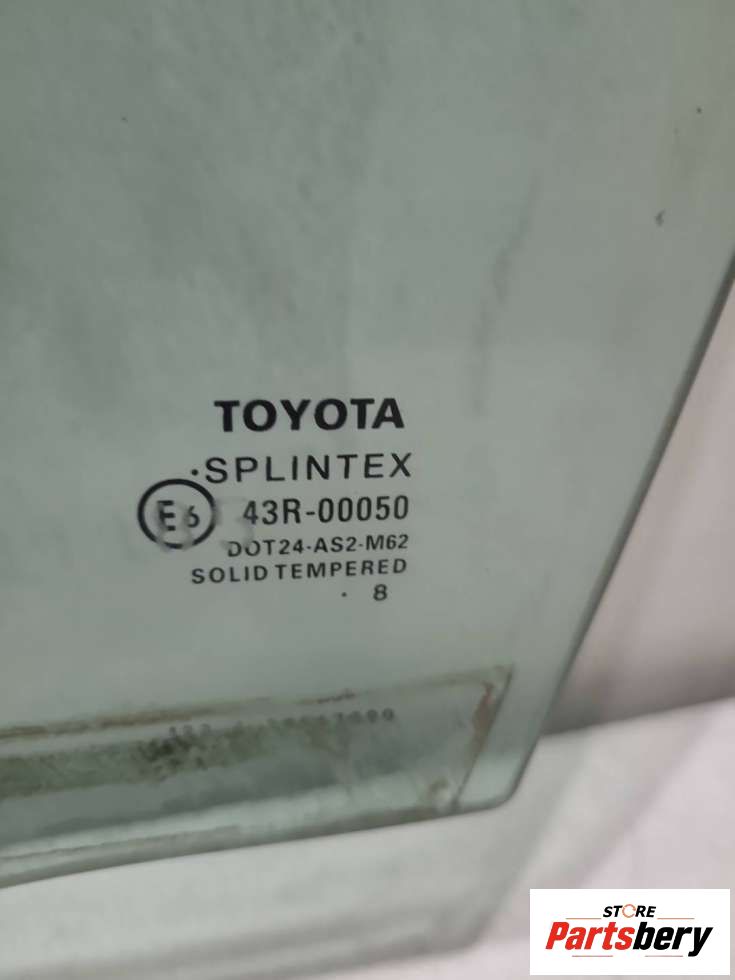 TOYOTA
·SPLINTEX
E6 43R-00050
DOT24-AS2-M62
SOLID TEMPERED
. 8
STORE
Partsbery